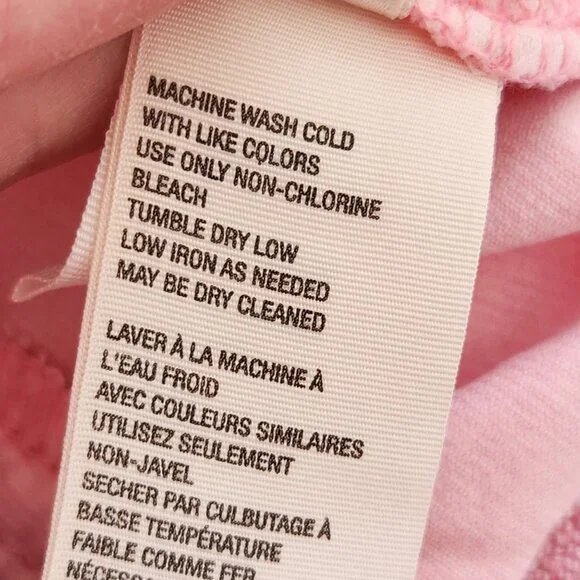 MACHINE WASH COLD
WITH LIKE COLORS
USE ONLY NON-CHLORINE
BLEACH
TUMBLE DRY LOW
LOW IRON AS NEEDED
MAY BE DRY CLEANED
LAVER À LA MACHINE À
L'EAU FROID
AVEC COULEURS SIMILAIRES
UTILISEZ SEULEMENT
NON-JAVEL
SECHER PAR CULBUTAGE À
BASSE TEMPÉRATURE
FAIBLE COMME FER